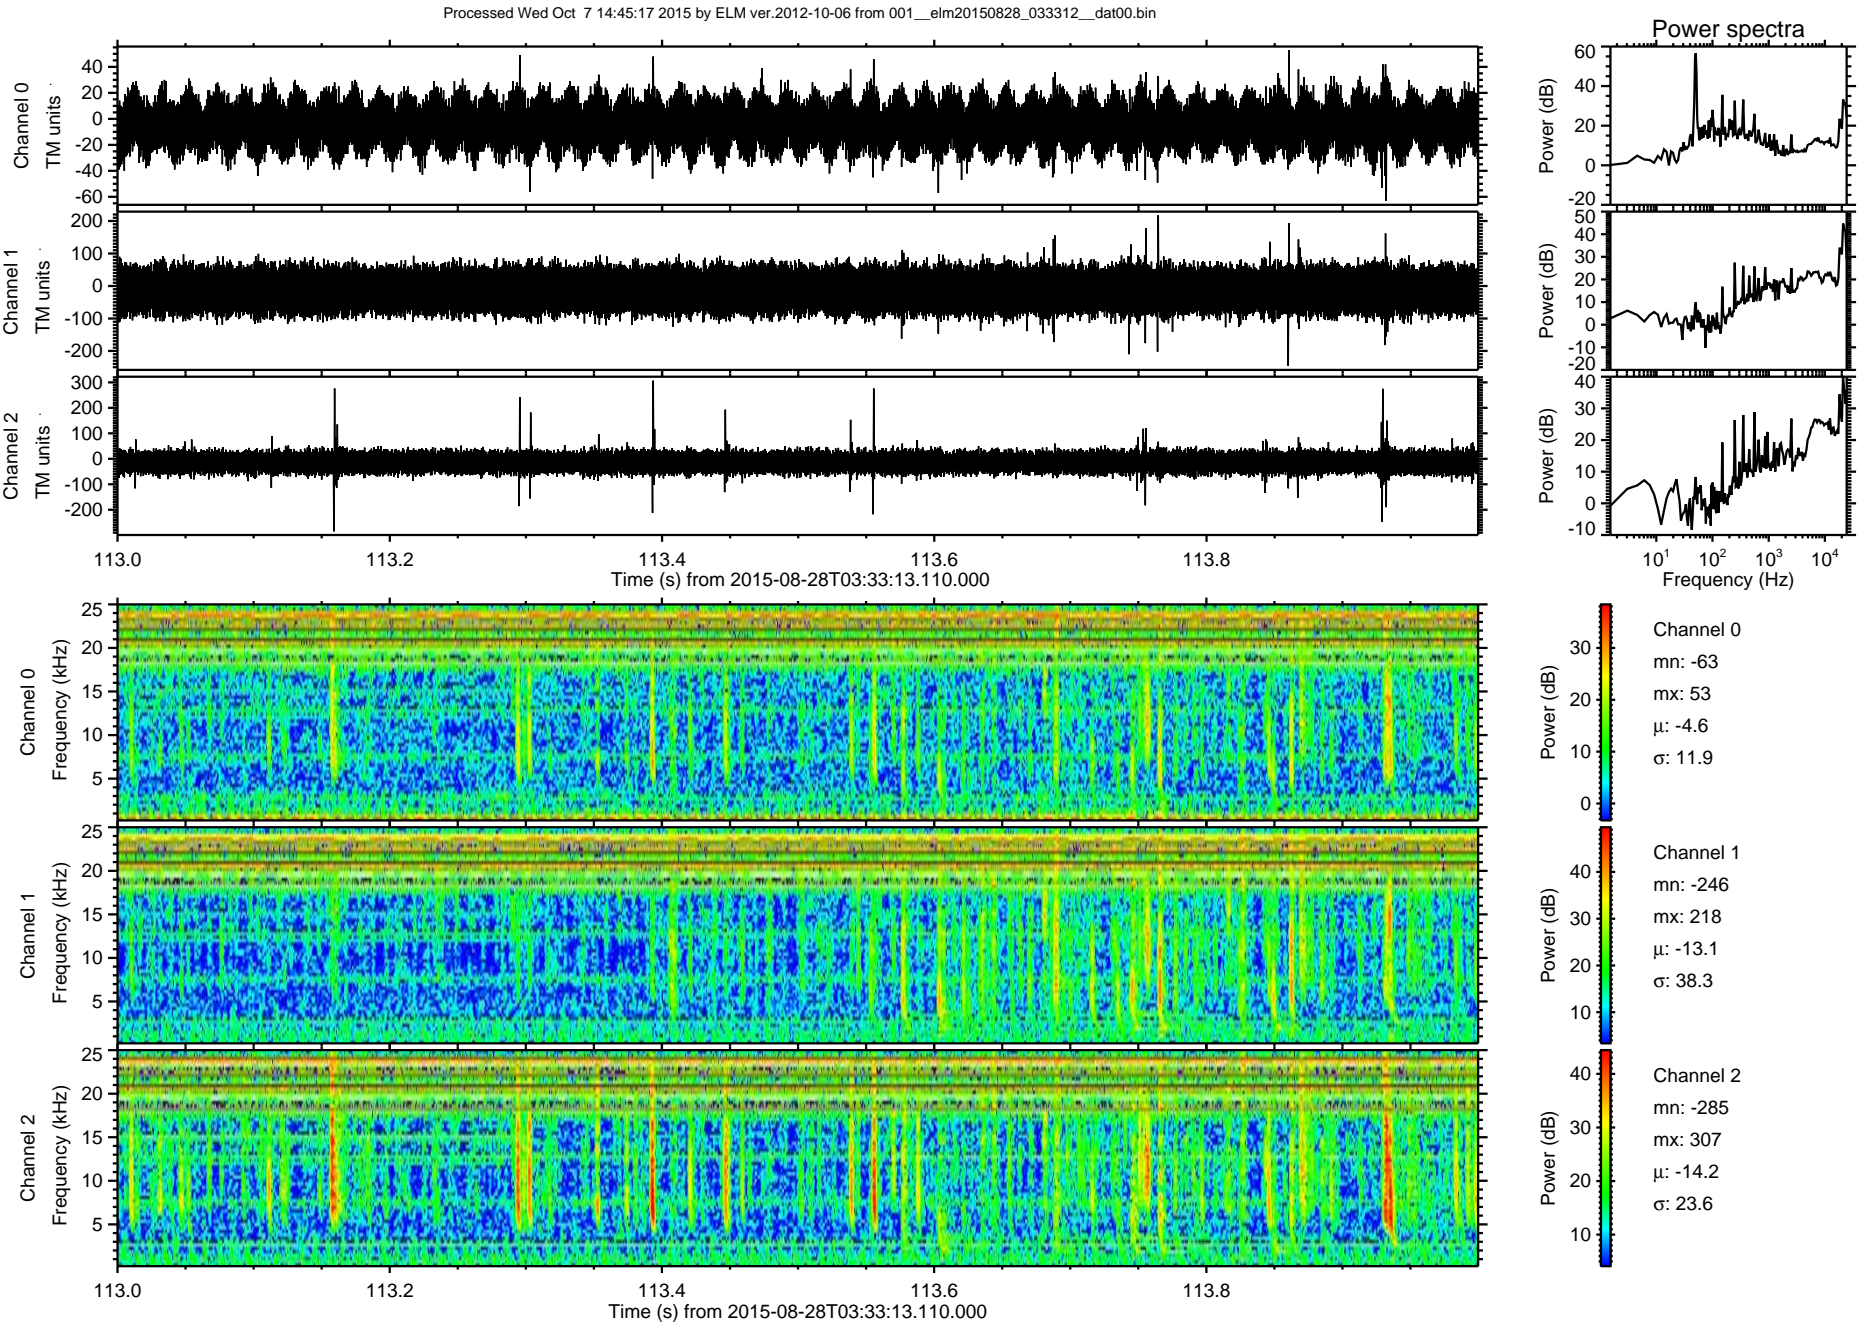 Processed Wed Oct  7 14:45:17 2015 by ELM ver.2012-10-06 from 001__elm20150828_033312__dat00.bin
Power spectra
Channel 0
TM units
40
20
0
-20
-40
-60
Power (dB)
60
40
20
0
-20
Channel 1
TM units
200
100
0
-100
-200
Power (dB)
50
40
30
20
10
0
-10
-20
Channel 2
TM units
300
200
100
0
-100
-200
Power (dB)
40
30
20
10
0
-10
113.0 113.2 113.4 113.6 113.8
Time (s) from 2015-08-28T03:33:13.110.000
10^1 10^2 10^3 10^4
Frequency (Hz)
Channel 0
Frequency (kHz)
25
20
15
10
5
Power (dB)
30
20
10
0
Channel 0
mn: -63
mx: 53
μ: -4.6
σ: 11.9
Channel 1
Frequency (kHz)
25
20
15
10
5
Power (dB)
40
30
20
10
Channel 1
mn: -246
mx: 218
μ: -13.1
σ: 38.3
Channel 2
Frequency (kHz)
25
20
15
10
5
Power (dB)
40
30
20
10
Channel 2
mn: -285
mx: 307
μ: -14.2
σ: 23.6
113.0 113.2 113.4 113.6 113.8
Time (s) from 2015-08-28T03:33:13.110.000